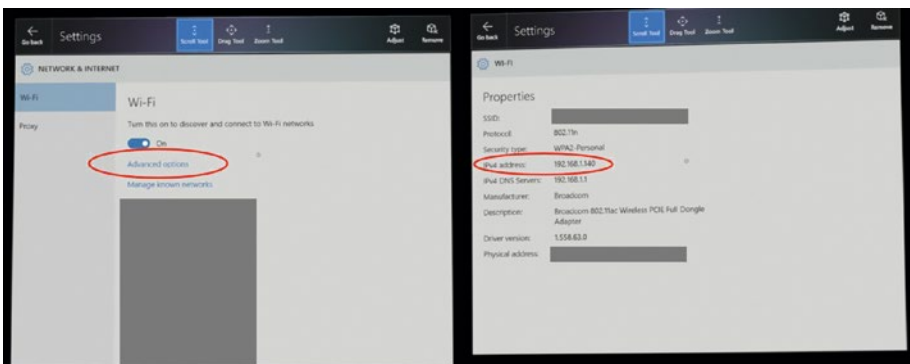 Go back
Settings
Scroll Tool
Drag Tool
Zoom Tool
Adjust
Remove
NETWORK & INTERNET
Wi-Fi
Proxy
Wi-Fi
Turn this on to discover and connect to Wi-Fi networks
On
Advanced options
Manage known networks
Go back
Settings
Scroll Tool
Drag Tool
Zoom Tool
Adjust
Remove
Wi-Fi
Properties
SSID:
Protocol: 802.11n
Security type: WPA2-Personal
IPv4 address: 192.168.1.140
IPv4 DNS Servers: 192.168.1.1
Manufacturer: Broadcom
Description: Broadcom 802.11ac Wireless PCIE Full Dongle
Adapter
Driver version: 1.558.63.0
Physical address: